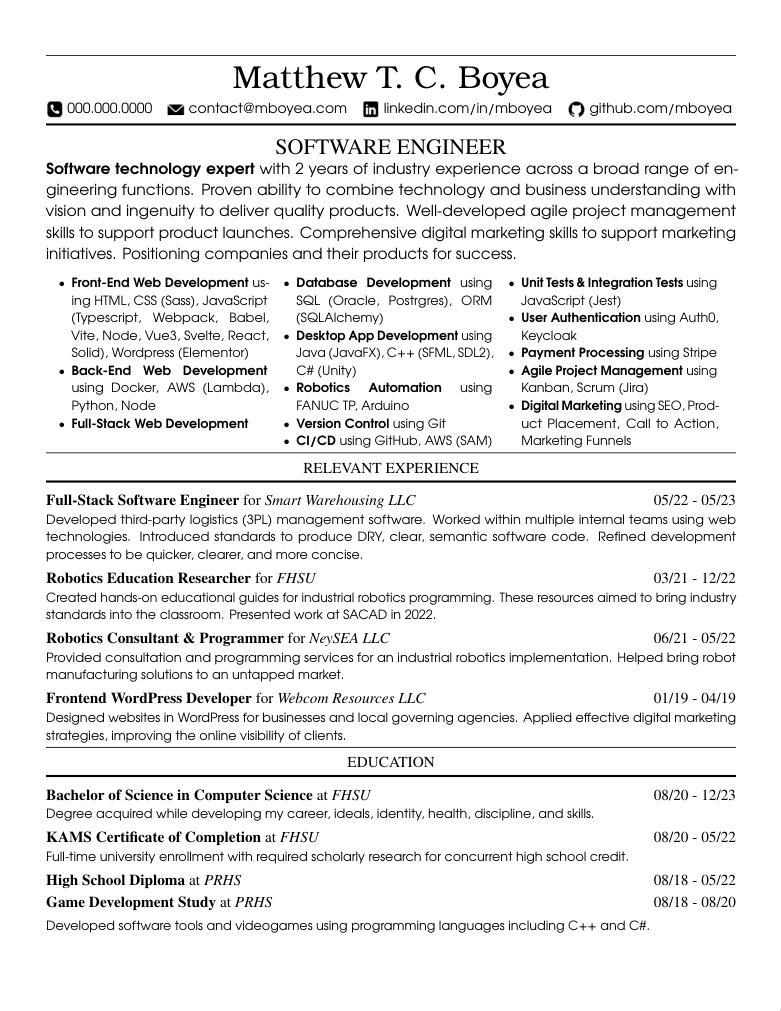 Matthew T. C. Boyea
000.000.0000 contact@mboyea.com linkedin.com/in/mboyea github.com/mboyea
SOFTWARE ENGINEER
Software technology expert with 2 years of industry experience across a broad range of en-
gineering functions. Proven ability to combine technology and business understanding with
vision and ingenuity to deliver quality products. Well-developed agile project management
skills to support product launches. Comprehensive digital marketing skills to support marketing
initiatives. Positioning companies and their products for success.
• Front-End Web Development us-
ing HTML, CSS (Sass), JavaScript
(Typescript, Webpack, Babel,
Vite, Node, Vue3, Svelte, React,
Solid), Wordpress (Elementor)
• Back-End Web Development
using Docker, AWS (Lambda),
Python, Node
• Full-Stack Web Development
• Database Development using
SQL (Oracle, Postrgres), ORM
(SQLAlchemy)
• Desktop App Development using
Java (JavaFX), C++ (SFML, SDL2),
C# (Unity)
• Robotics Automation using
FANUC TP, Arduino
• Version Control using Git
• CI/CD using GitHub, AWS (SAM)
• Unit Tests & Integration Tests using
JavaScript (Jest)
• User Authentication using Auth0,
Keycloak
• Payment Processing using Stripe
• Agile Project Management using
Kanban, Scrum (Jira)
• Digital Marketing using SEO, Prod-
uct Placement, Call to Action,
Marketing Funnels
RELEVANT EXPERIENCE
Full-Stack Software Engineer for Smart Warehousing LLC 05/22 - 05/23
Developed third-party logistics (3PL) management software. Worked within multiple internal teams using web
technologies. Introduced standards to produce DRY, clear, semantic software code. Refined development
processes to be quicker, clearer, and more concise.
Robotics Education Researcher for FHSU 03/21 - 12/22
Created hands-on educational guides for industrial robotics programming. These resources aimed to bring industry
standards into the classroom. Presented work at SACAD in 2022.
Robotics Consultant & Programmer for NeySEA LLC 06/21 - 05/22
Provided consultation and programming services for an industrial robotics implementation. Helped bring robot
manufacturing solutions to an untapped market.
Frontend WordPress Developer for Webcom Resources LLC 01/19 - 04/19
Designed websites in WordPress for businesses and local governing agencies. Applied effective digital marketing
strategies, improving the online visibility of clients.
EDUCATION
Bachelor of Science in Computer Science at FHSU 08/20 - 12/23
Degree acquired while developing my career, ideals, identity, health, discipline, and skills.
KAMS Certificate of Completion at FHSU 08/20 - 05/22
Full-time university enrollment with required scholarly research for concurrent high school credit.
High School Diploma at PRHS 08/18 - 05/22
Game Development Study at PRHS 08/18 - 08/20
Developed software tools and videogames using programming languages including C++ and C#.